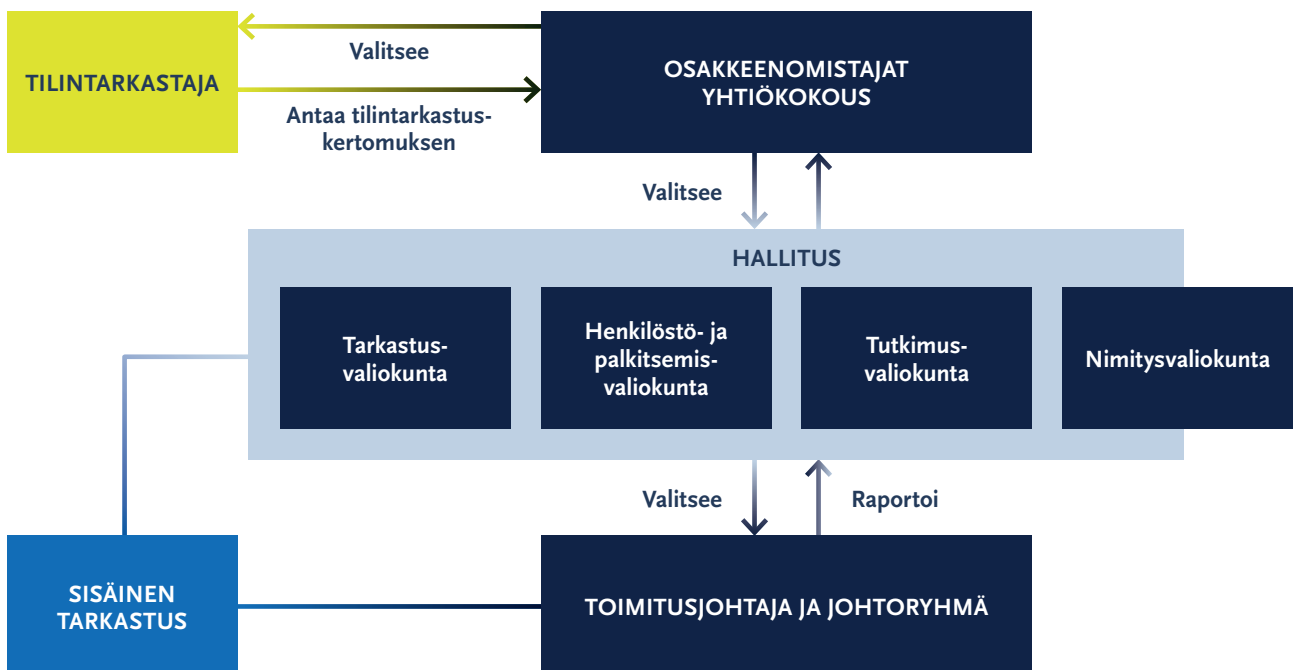 TILINTARKASTAJA
Valitsee
Antaa tilintarkastus-
kertomuksen
OSAKKEENOMISTAJAT
YHTIÖKOKOUS
Valitsee
HALLITUS
Tarkastus-
valiokunta
Henkilöstö- ja
palkitsemis-
valiokunta
Tutkimus-
valiokunta
Nimitysvaliokunta
Valitsee
Raportoi
SISÄINEN
TARKASTUS
TOIMITUSJOHTAJA JA JOHTORYHMÄ